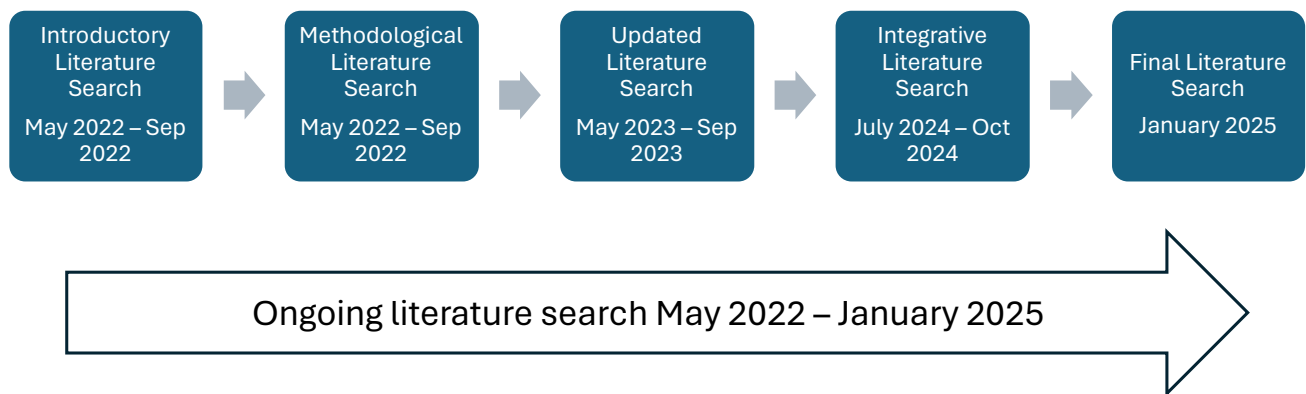 Introductory
Literature
Search
May 2022 – Sep
2022
Methodological
Literature
Search
May 2022 – Sep
2022
Updated
Literature
Search
May 2023 – Sep
2023
Integrative
Literature
Search
July 2024 – Oct
2024
Final Literature
Search
January 2025
Ongoing literature search May 2022 – January 2025